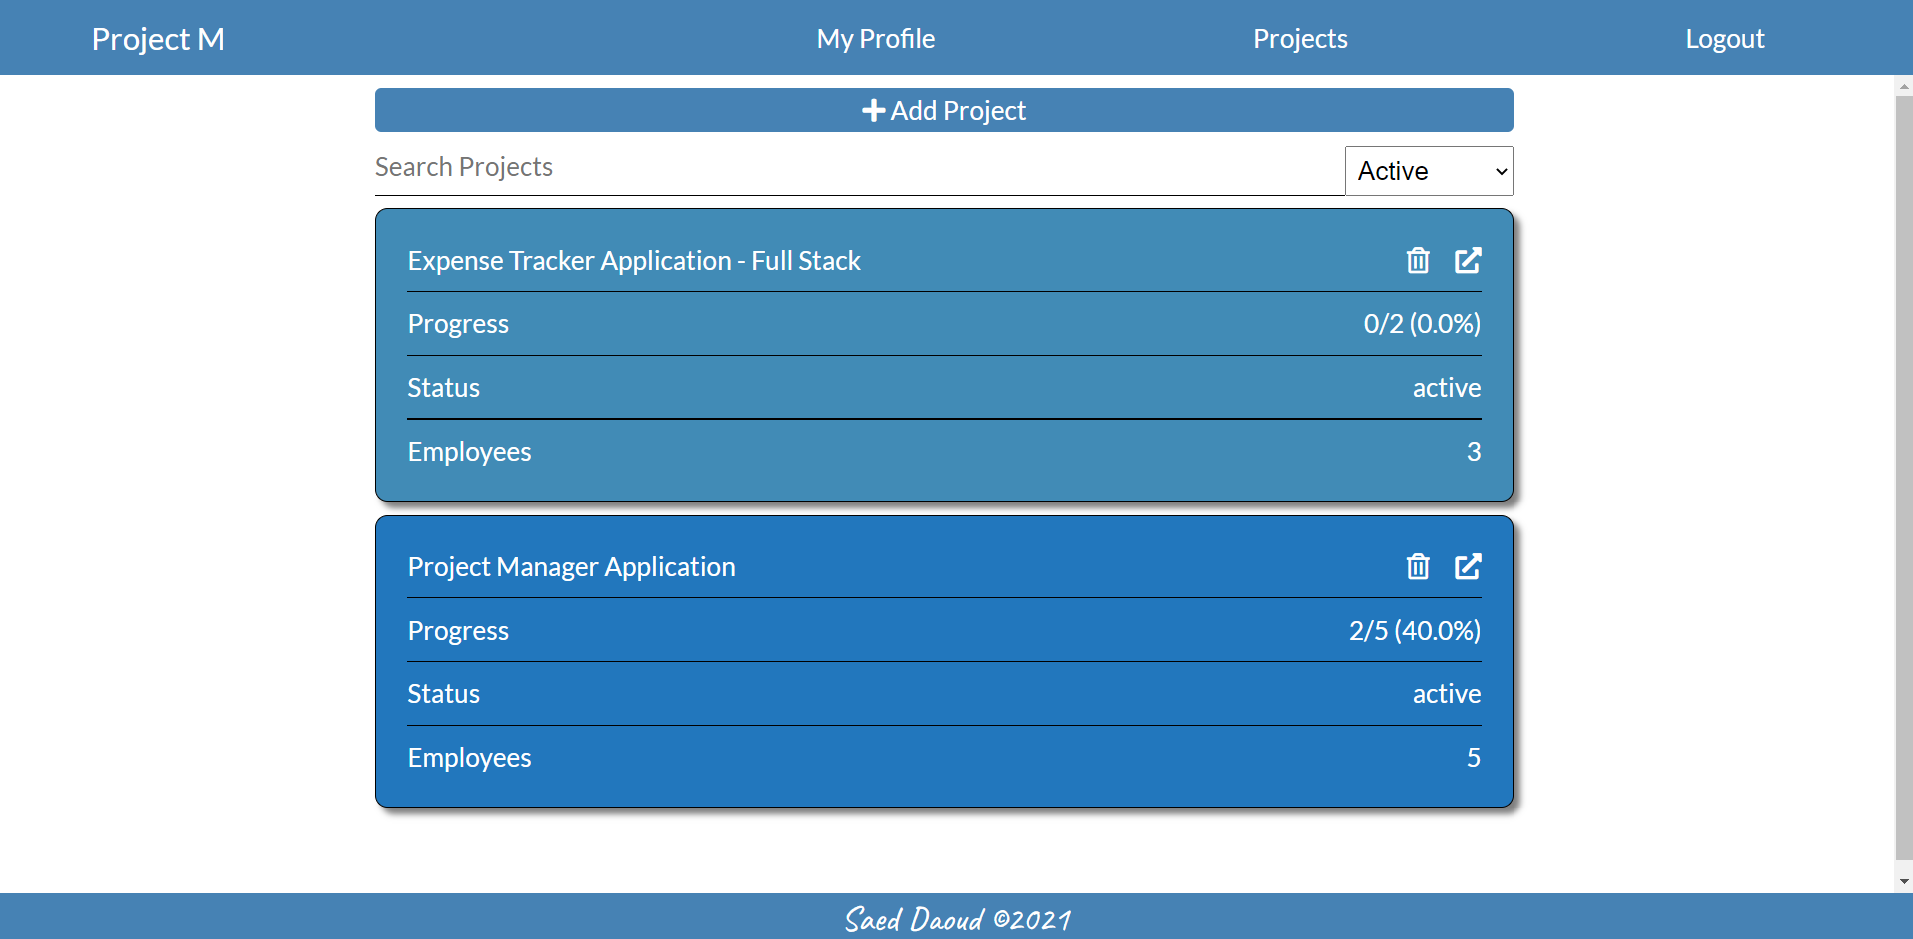 Project M My Profile Projects Logout
Add Project
Search Projects Active
Expense Tracker Application - Full Stack
Progress 0/2 (0.0%)
Status active
Employees 3
Project Manager Application
Progress 2/5 (40.0%)
Status active
Employees 5
Saed Daoud ©2021